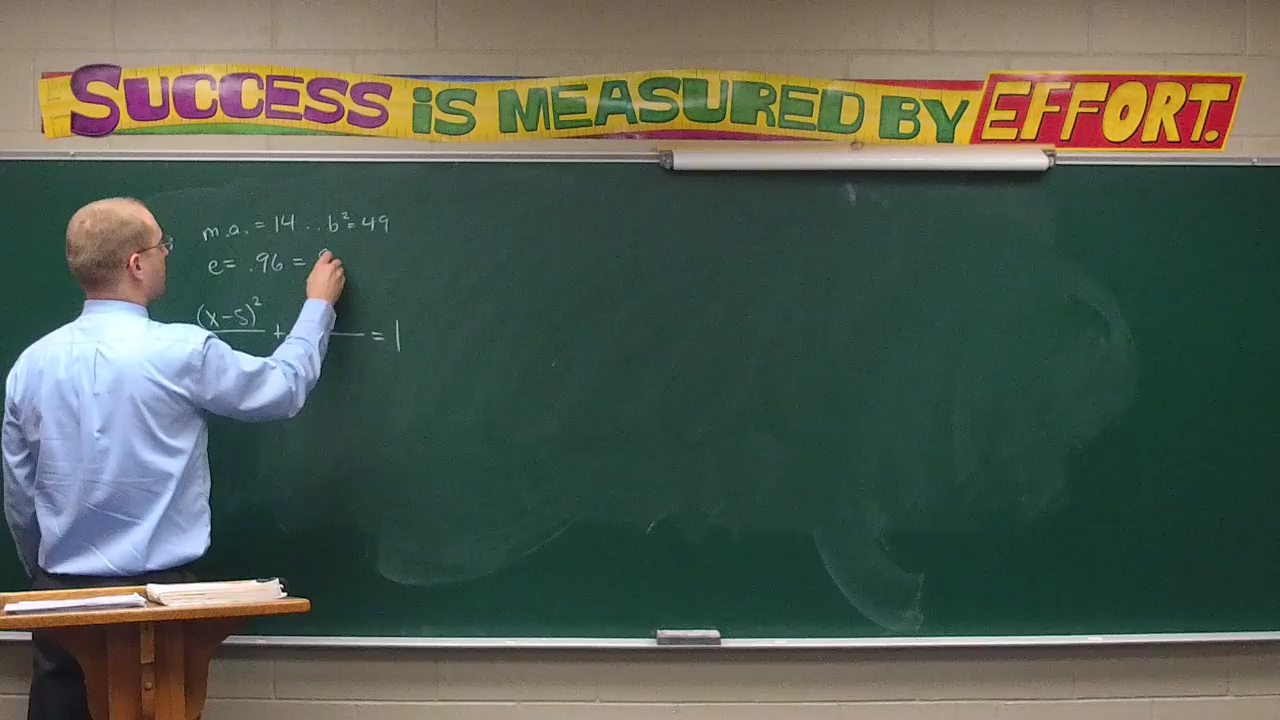 SUCCESS iS MEASURED BY EFFORT.
m.a. = 14 ∴ b² = 49
e = .96 =
(x-5)² + = 1